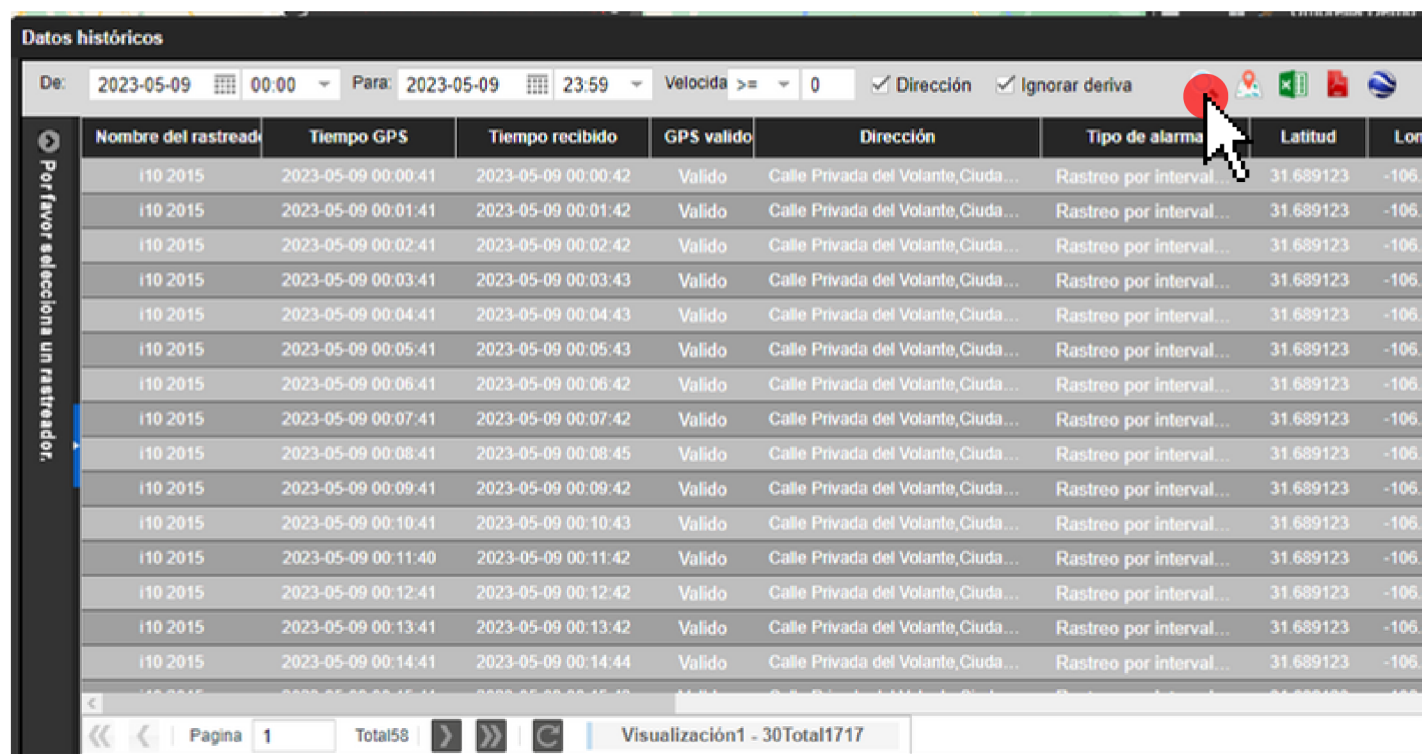 Datos históricos
De: 2023-05-09 00:00 Para: 2023-05-09 23:59 Velocida >= 0 Dirección Ignorar deriva
Por favor selecciona un rastreador.
Nombre del rastreado Tiempo GPS Tiempo recibido GPS valido Dirección Tipo de alarma Latitud Lon
i10 2015 2023-05-09 00:00:41 2023-05-09 00:00:42 Valido Calle Privada del Volante,Ciuda... Rastreo por interval... 31.689123 -106.
i10 2015 2023-05-09 00:01:41 2023-05-09 00:01:42 Valido Calle Privada del Volante,Ciuda... Rastreo por interval... 31.689123 -106.
i10 2015 2023-05-09 00:02:41 2023-05-09 00:02:42 Valido Calle Privada del Volante,Ciuda... Rastreo por interval... 31.689123 -106.
i10 2015 2023-05-09 00:03:41 2023-05-09 00:03:43 Valido Calle Privada del Volante,Ciuda... Rastreo por interval... 31.689123 -106.
i10 2015 2023-05-09 00:04:41 2023-05-09 00:04:43 Valido Calle Privada del Volante,Ciuda... Rastreo por interval... 31.689123 -106.
i10 2015 2023-05-09 00:05:41 2023-05-09 00:05:43 Valido Calle Privada del Volante,Ciuda... Rastreo por interval... 31.689123 -106.
i10 2015 2023-05-09 00:06:41 2023-05-09 00:06:42 Valido Calle Privada del Volante,Ciuda... Rastreo por interval... 31.689123 -106.
i10 2015 2023-05-09 00:07:41 2023-05-09 00:07:42 Valido Calle Privada del Volante,Ciuda... Rastreo por interval... 31.689123 -106.
i10 2015 2023-05-09 00:08:41 2023-05-09 00:08:45 Valido Calle Privada del Volante,Ciuda... Rastreo por interval... 31.689123 -106.
i10 2015 2023-05-09 00:09:41 2023-05-09 00:09:42 Valido Calle Privada del Volante,Ciuda... Rastreo por interval... 31.689123 -106.
i10 2015 2023-05-09 00:10:41 2023-05-09 00:10:43 Valido Calle Privada del Volante,Ciuda... Rastreo por interval... 31.689123 -106.
i10 2015 2023-05-09 00:11:40 2023-05-09 00:11:42 Valido Calle Privada del Volante,Ciuda... Rastreo por interval... 31.689123 -106.
i10 2015 2023-05-09 00:12:41 2023-05-09 00:12:42 Valido Calle Privada del Volante,Ciuda... Rastreo por interval... 31.689123 -106.
i10 2015 2023-05-09 00:13:41 2023-05-09 00:13:42 Valido Calle Privada del Volante,Ciuda... Rastreo por interval... 31.689123 -106.
i10 2015 2023-05-09 00:14:41 2023-05-09 00:14:44 Valido Calle Privada del Volante,Ciuda... Rastreo por interval... 31.689123 -106.
Pagina 1 Total58 Visualización1 - 30Total1717